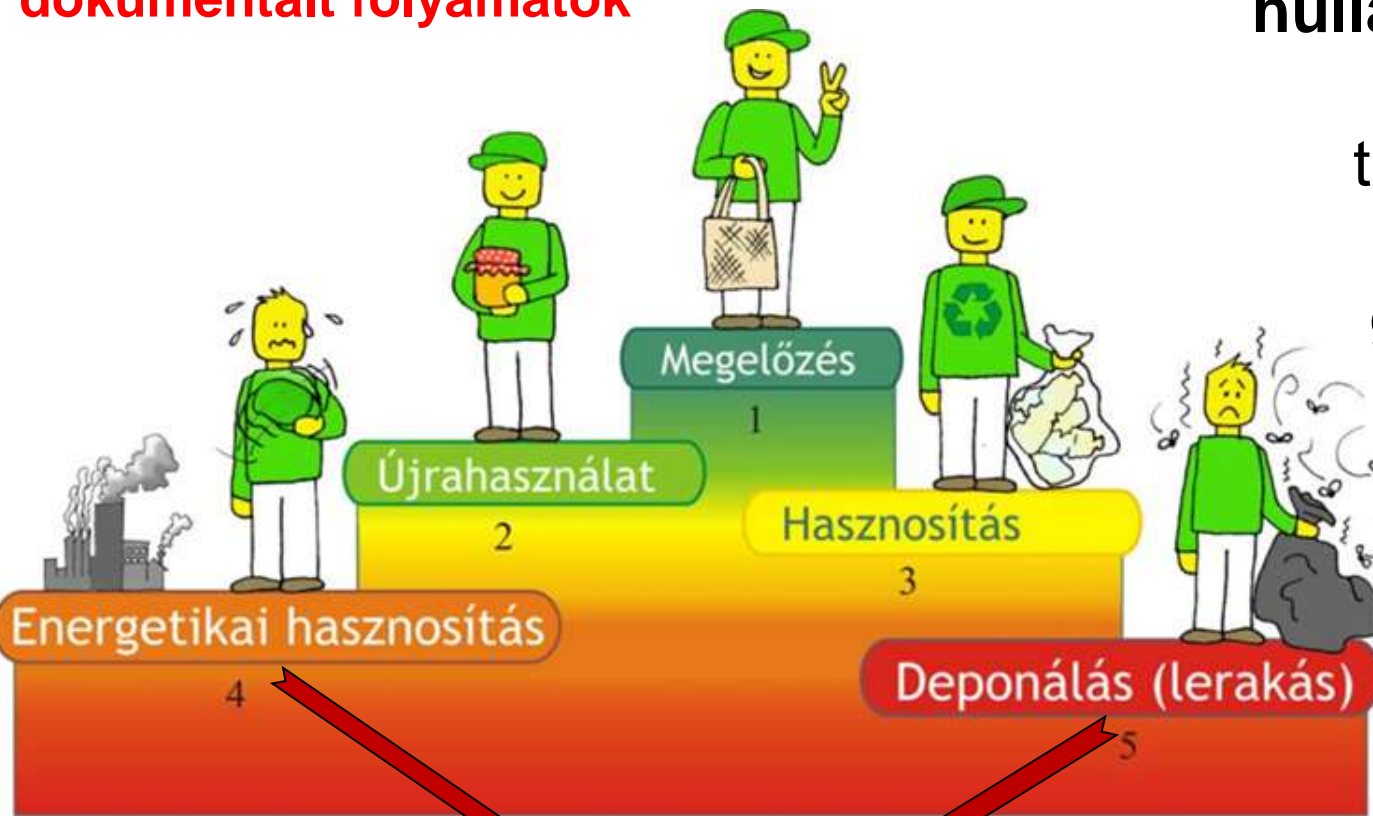 dokumentált folyamatok
Megelőzés
1
Újrahasználat
2
Hasznosítás
3
Energetikai hasznosítás
4
Deponálás (lerakás)
5